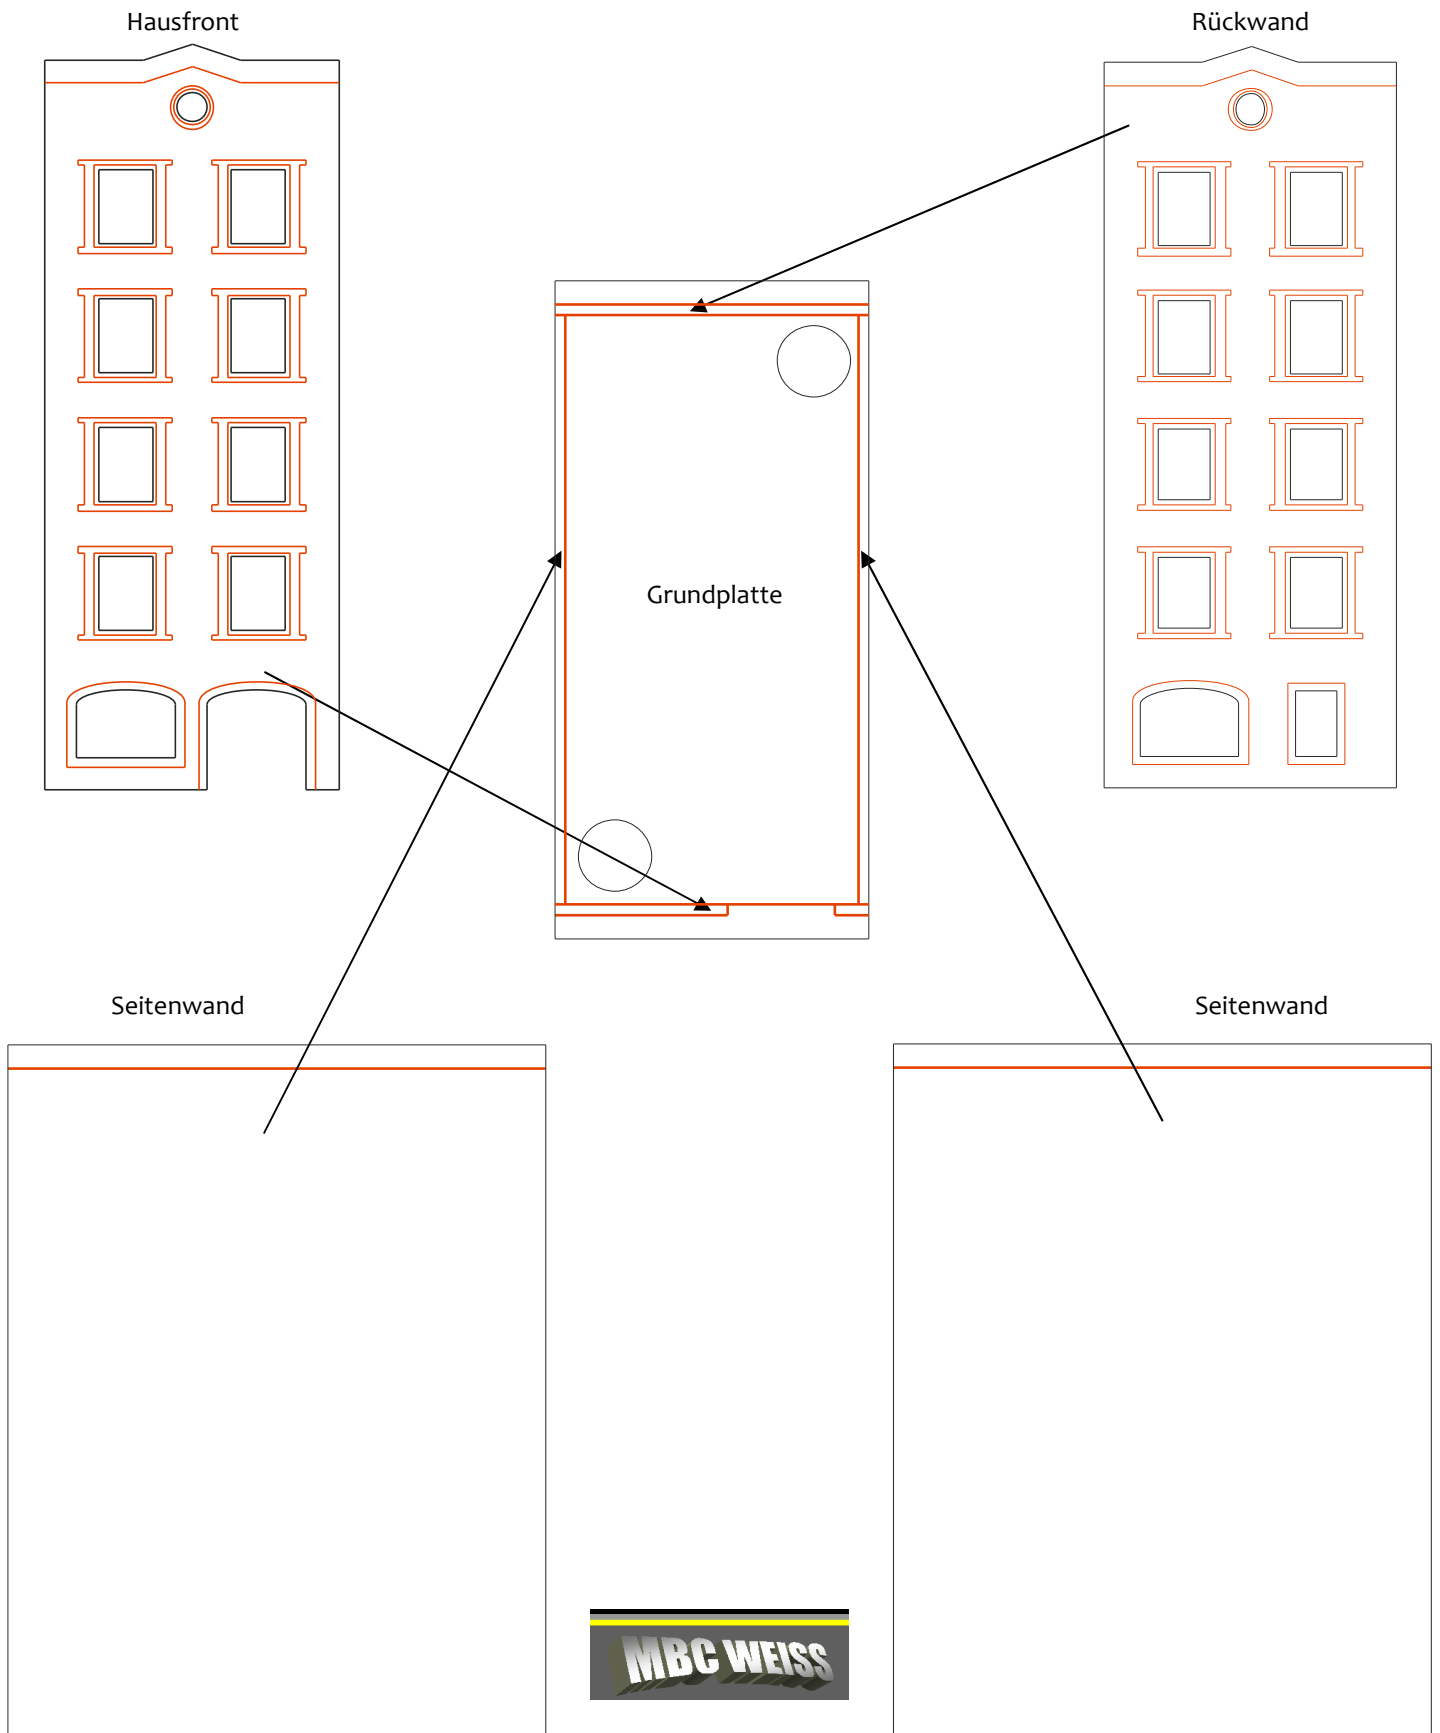 Hausfront
Rückwand
Grundplatte
Seitenwand
Seitenwand
MBC WEISS